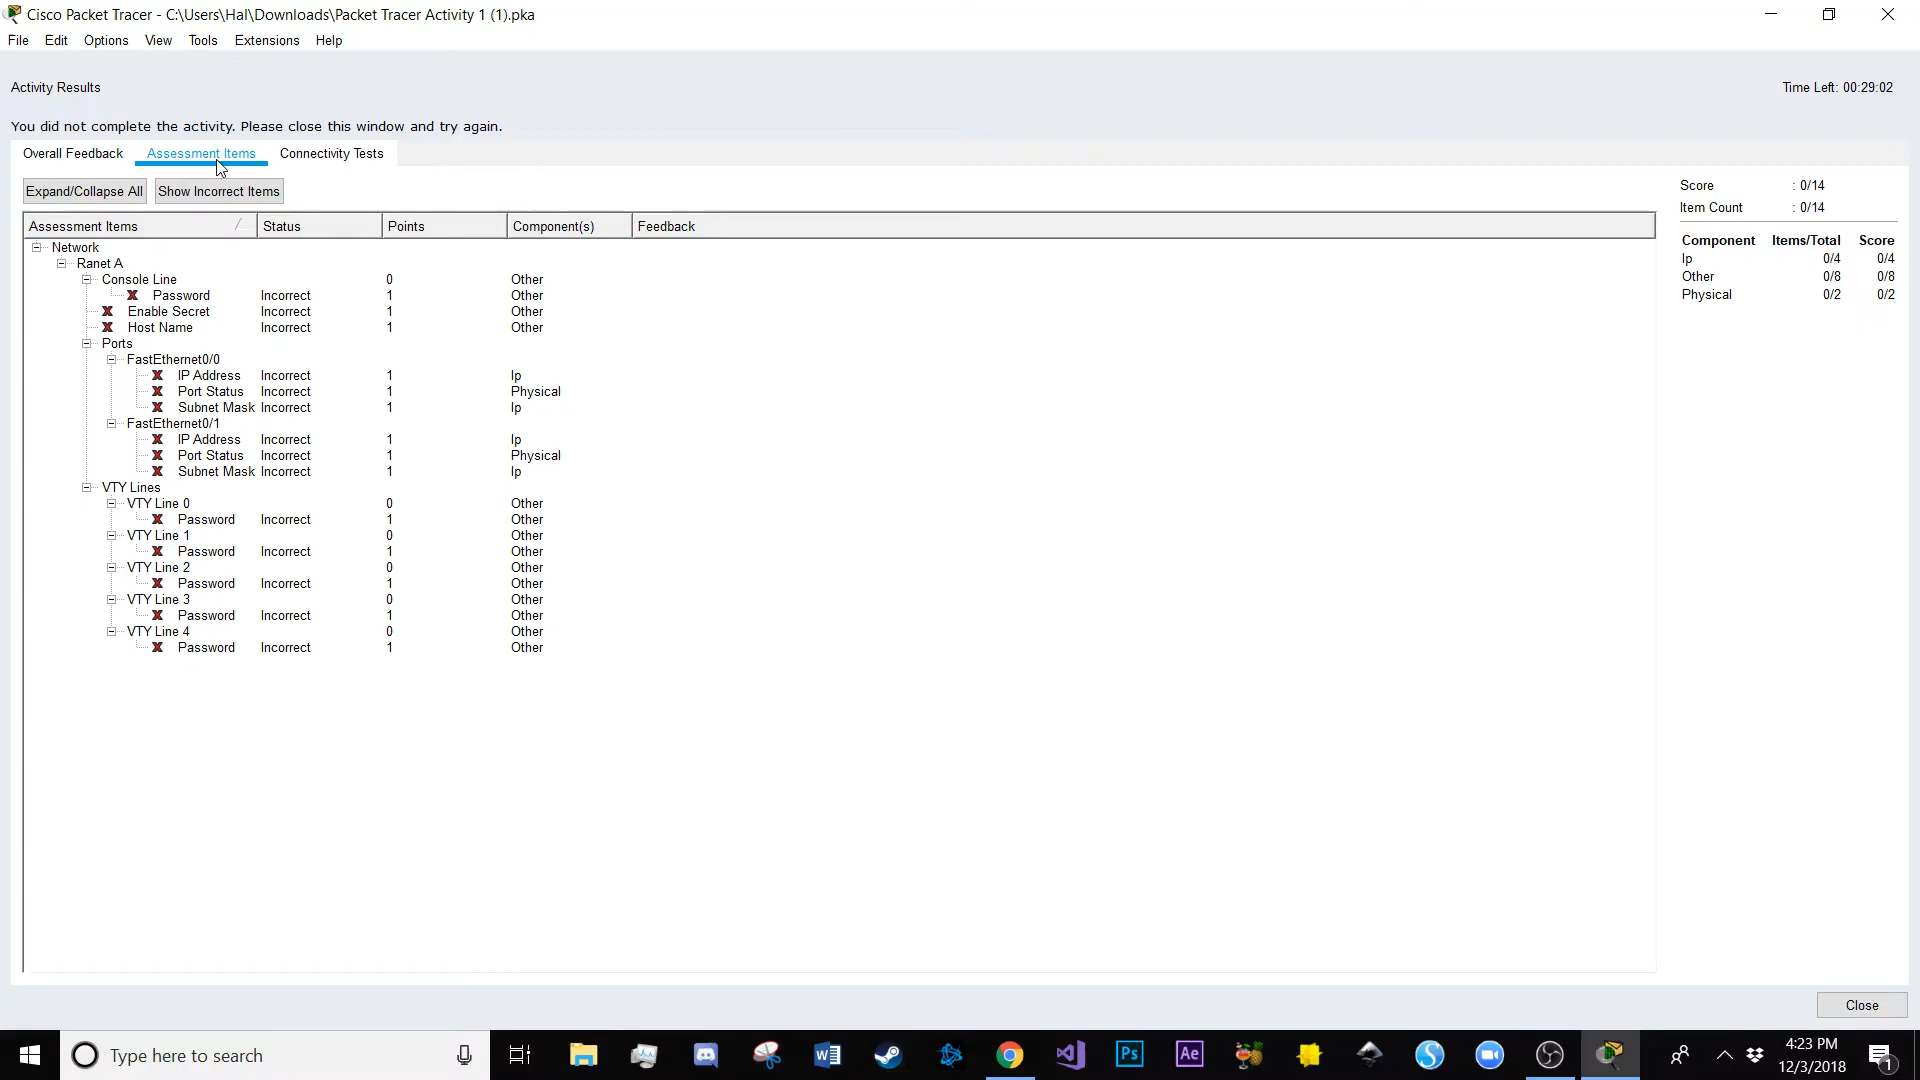 Cisco Packet Tracer - C:\Users\Hal\Downloads\Packet Tracer Activity 1 (1).pka
File Edit Options View Tools Extensions Help
Activity Results
Time Left: 00:29:02
You did not complete the activity. Please close this window and try again.
Overall Feedback Assessment Items Connectivity Tests
Expand/Collapse All Show Incorrect Items
Assessment Items Status Points Component(s) Feedback
Network
Ranet A
Console Line 0 Other
Password Incorrect 1 Other
Enable Secret Incorrect 1 Other
Host Name Incorrect 1 Other
Ports
FastEthernet0/0
IP Address Incorrect 1 Ip
Port Status Incorrect 1 Physical
Subnet Mask Incorrect 1 Ip
FastEthernet0/1
IP Address Incorrect 1 Ip
Port Status Incorrect 1 Physical
Subnet Mask Incorrect 1 Ip
VTY Lines
VTY Line 0 0 Other
Password Incorrect 1 Other
VTY Line 1 0 Other
Password Incorrect 1 Other
VTY Line 2 0 Other
Password Incorrect 1 Other
VTY Line 3 0 Other
Password Incorrect 1 Other
VTY Line 4 0 Other
Password Incorrect 1 Other
Score : 0/14
Item Count : 0/14
Component Items/Total Score
Ip 0/4 0/4
Other 0/8 0/8
Physical 0/2 0/2
Close
Type here to search
Ps
Ae
4:23 PM
12/3/2018
1